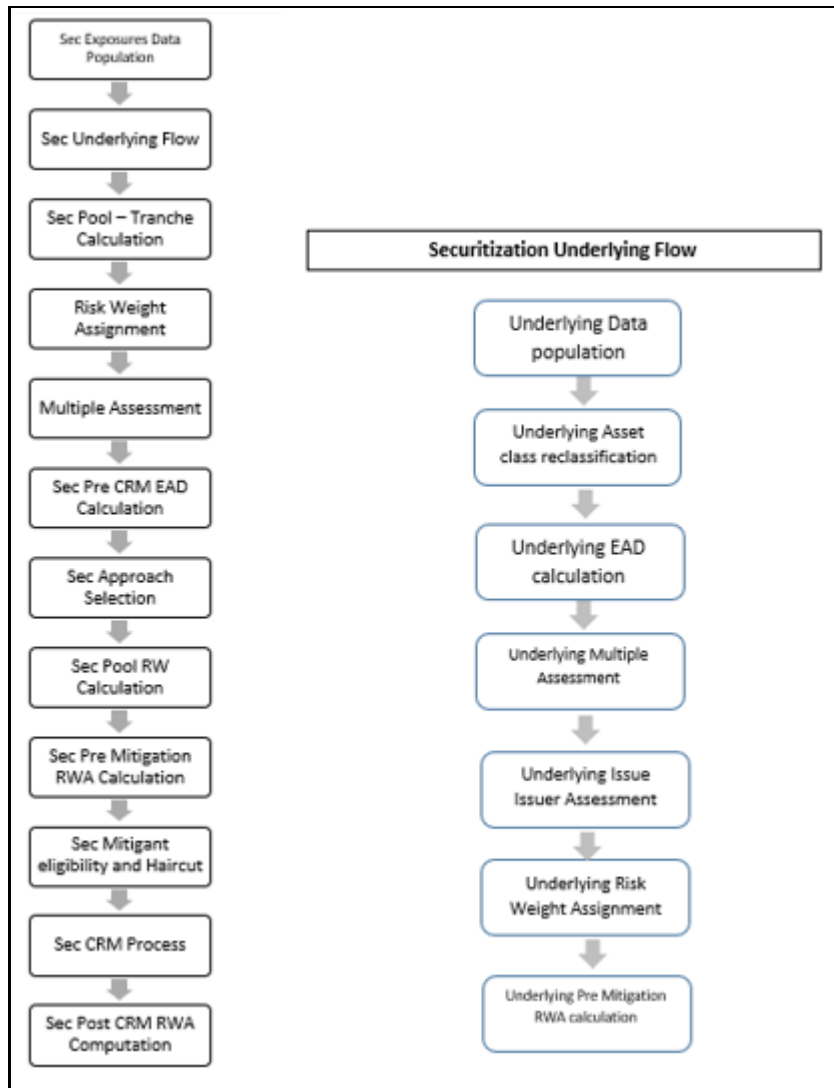 Sec Exposures Data
Population
Sec Underlying Flow
Sec Pool – Tranche
Calculation
Risk Weight
Assignment
Multiple Assessment
Sec Pre CRM EAD
Calculation
Sec Approach
Selection
Sec Pool RW
Calculation
Sec Pre Mitigation
RWA Calculation
Sec Mitigant
eligibility and Haircut
Sec CRM Process
Sec Post CRM RWA
Computation
Securitization Underlying Flow
Underlying Data
population
Underlying Asset
class reclassification
Underlying EAD
calculation
Underlying Multiple
Assessment
Underlying Issue
Issuer Assessment
Underlying Risk
Weight Assignment
Underlying Pre Mitigation
RWA calculation